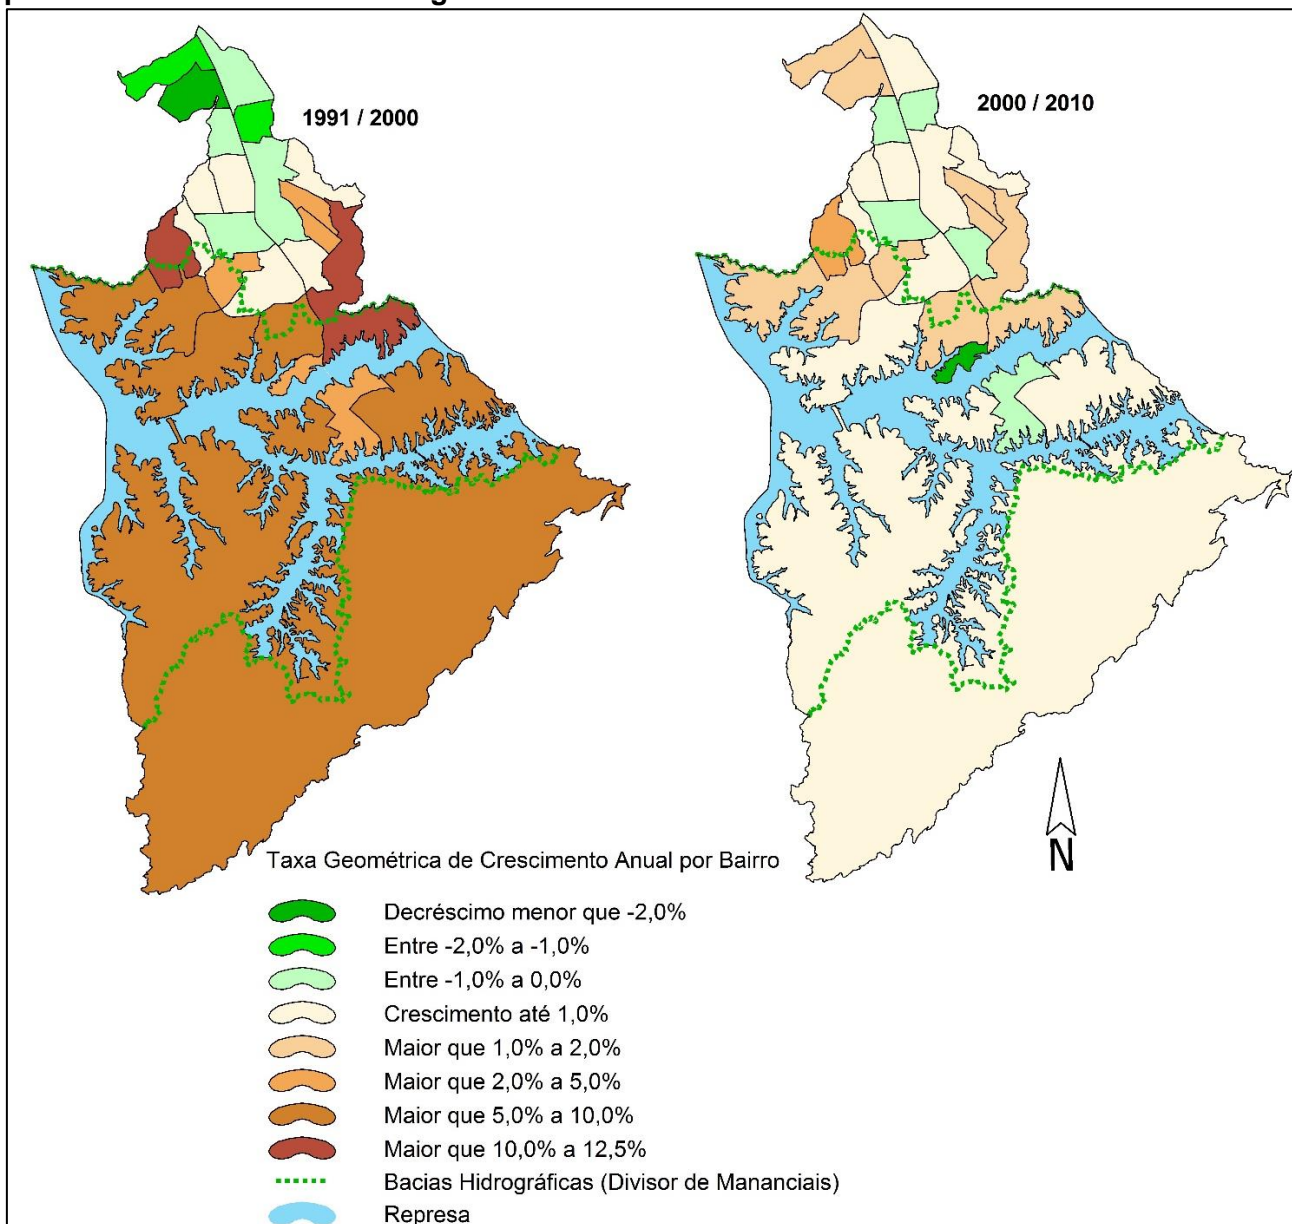 1991 / 2000
2000 / 2010
N
Taxa Geométrica de Crescimento Anual por Bairro
Decréscimo menor que -2,0%
Entre -2,0% a -1,0%
Entre -1,0% a 0,0%
Crescimento até 1,0%
Maior que 1,0% a 2,0%
Maior que 2,0% a 5,0%
Maior que 5,0% a 10,0%
Maior que 10,0% a 12,5%
Bacias Hidrográficas (Divisor de Mananciais)
Represa